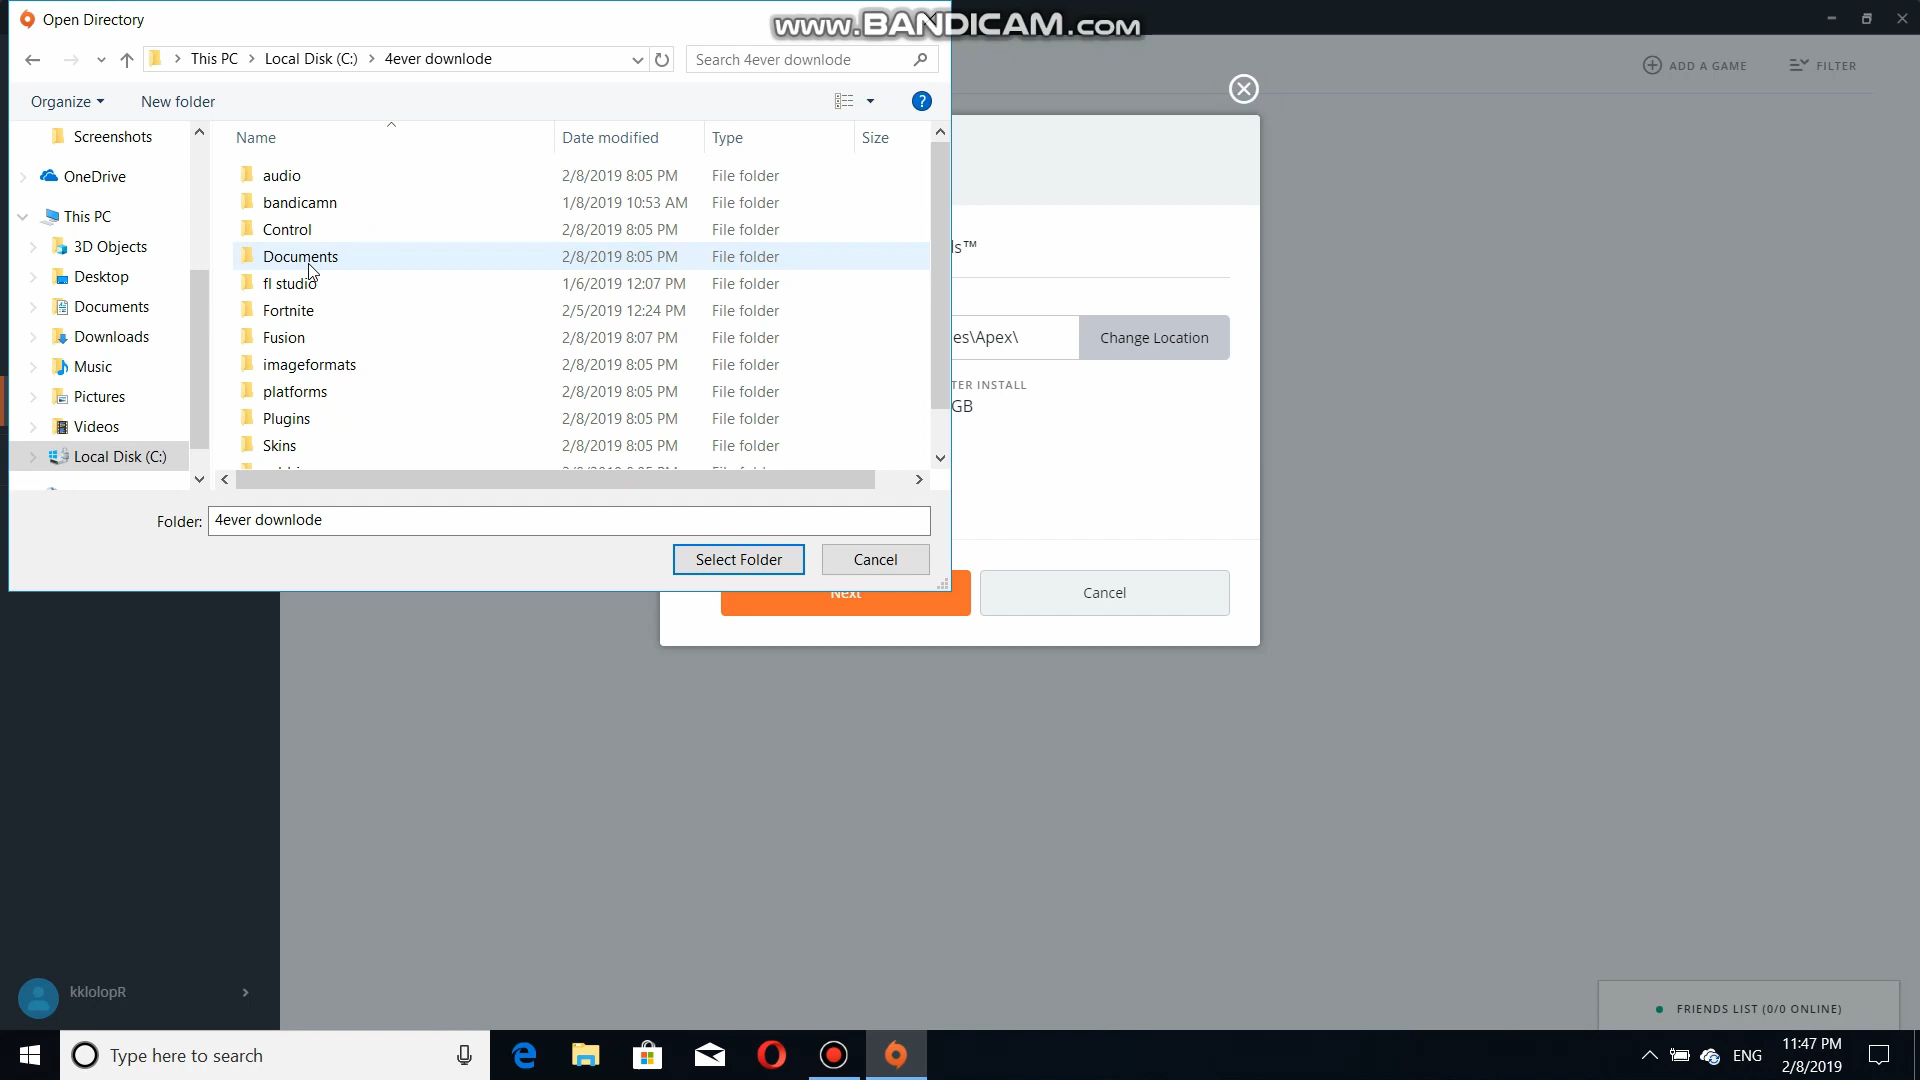 Open Directory
www.BANDICAM.com
This PC > Local Disk (C:) > 4ever downlode
Search 4ever downlode
ADD A GAME
FILTER
Organize
New folder
?
Screenshots
OneDrive
This PC
3D Objects
Desktop
Documents
Downloads
Music
Pictures
Videos
Local Disk (C:)
Name Date modified Type Size
audio 2/8/2019 8:05 PM File folder
bandicamn 1/8/2019 10:53 AM File folder
Control 2/8/2019 8:05 PM File folder
Documents 2/8/2019 8:05 PM File folder
fl studio 1/6/2019 12:07 PM File folder
Fortnite 2/5/2019 12:24 PM File folder
Fusion 2/8/2019 8:07 PM File folder
imageformats 2/8/2019 8:05 PM File folder
platforms 2/8/2019 8:05 PM File folder
Plugins 2/8/2019 8:05 PM File folder
Skins 2/8/2019 8:05 PM File folder
Folder: 4ever downlode
Select Folder
Cancel
ds™
es\Apex\
Change Location
TER INSTALL
GB
Next
Cancel
kklolopR
FRIENDS LIST (0/0 ONLINE)
Type here to search
ENG
11:47 PM
2/8/2019